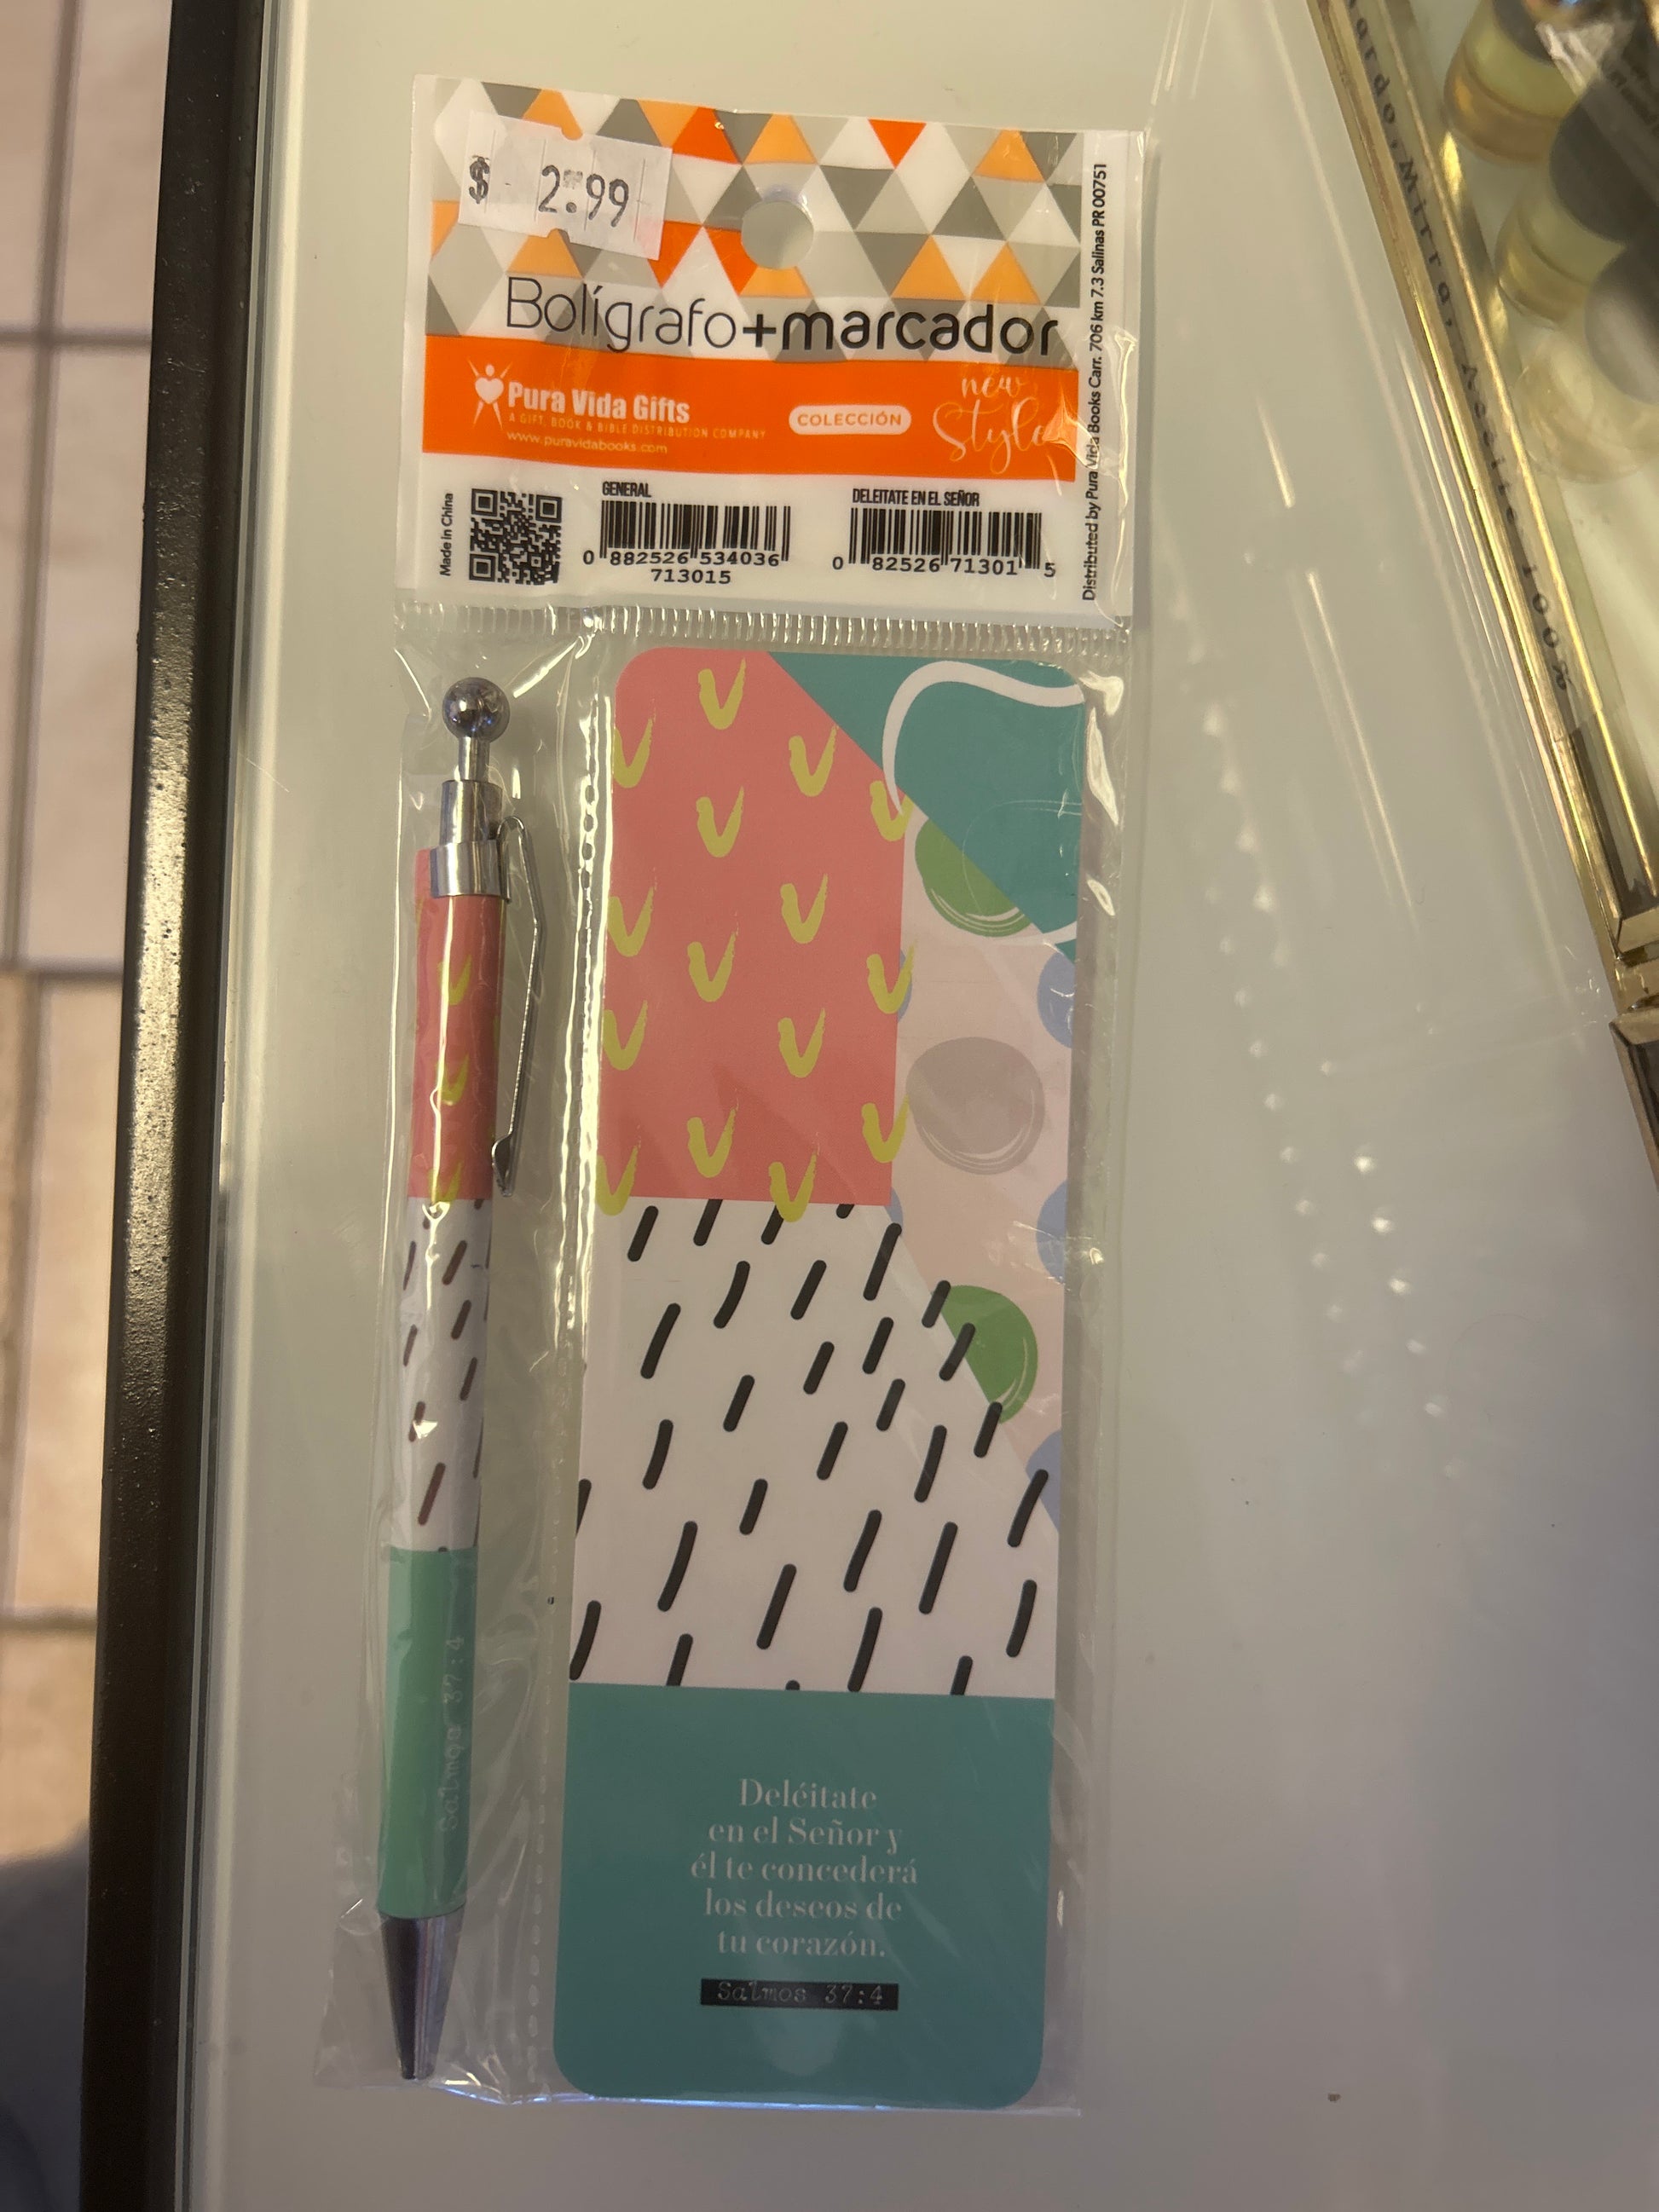 $ 2.99
Bolígrafo+marcador
Pura Vida Gifts
A GIFT, BOOK & BIBLE DISTRIBUTION COMPANY
www.puravidabooks.com
COLECCIÓN
new
Style
Made in China
GENERAL
0 882526 534036
713015
DELEITATE EN EL SEÑOR
0 82526 71301 5
Distributed by Pura Vida Books Carr. 706 km 7.3 Salinas PR 00751
Salmos 37:4
Deléitate
en el Señor y
él te concederá
los deseos de
tu corazón.
Salmos 37:4